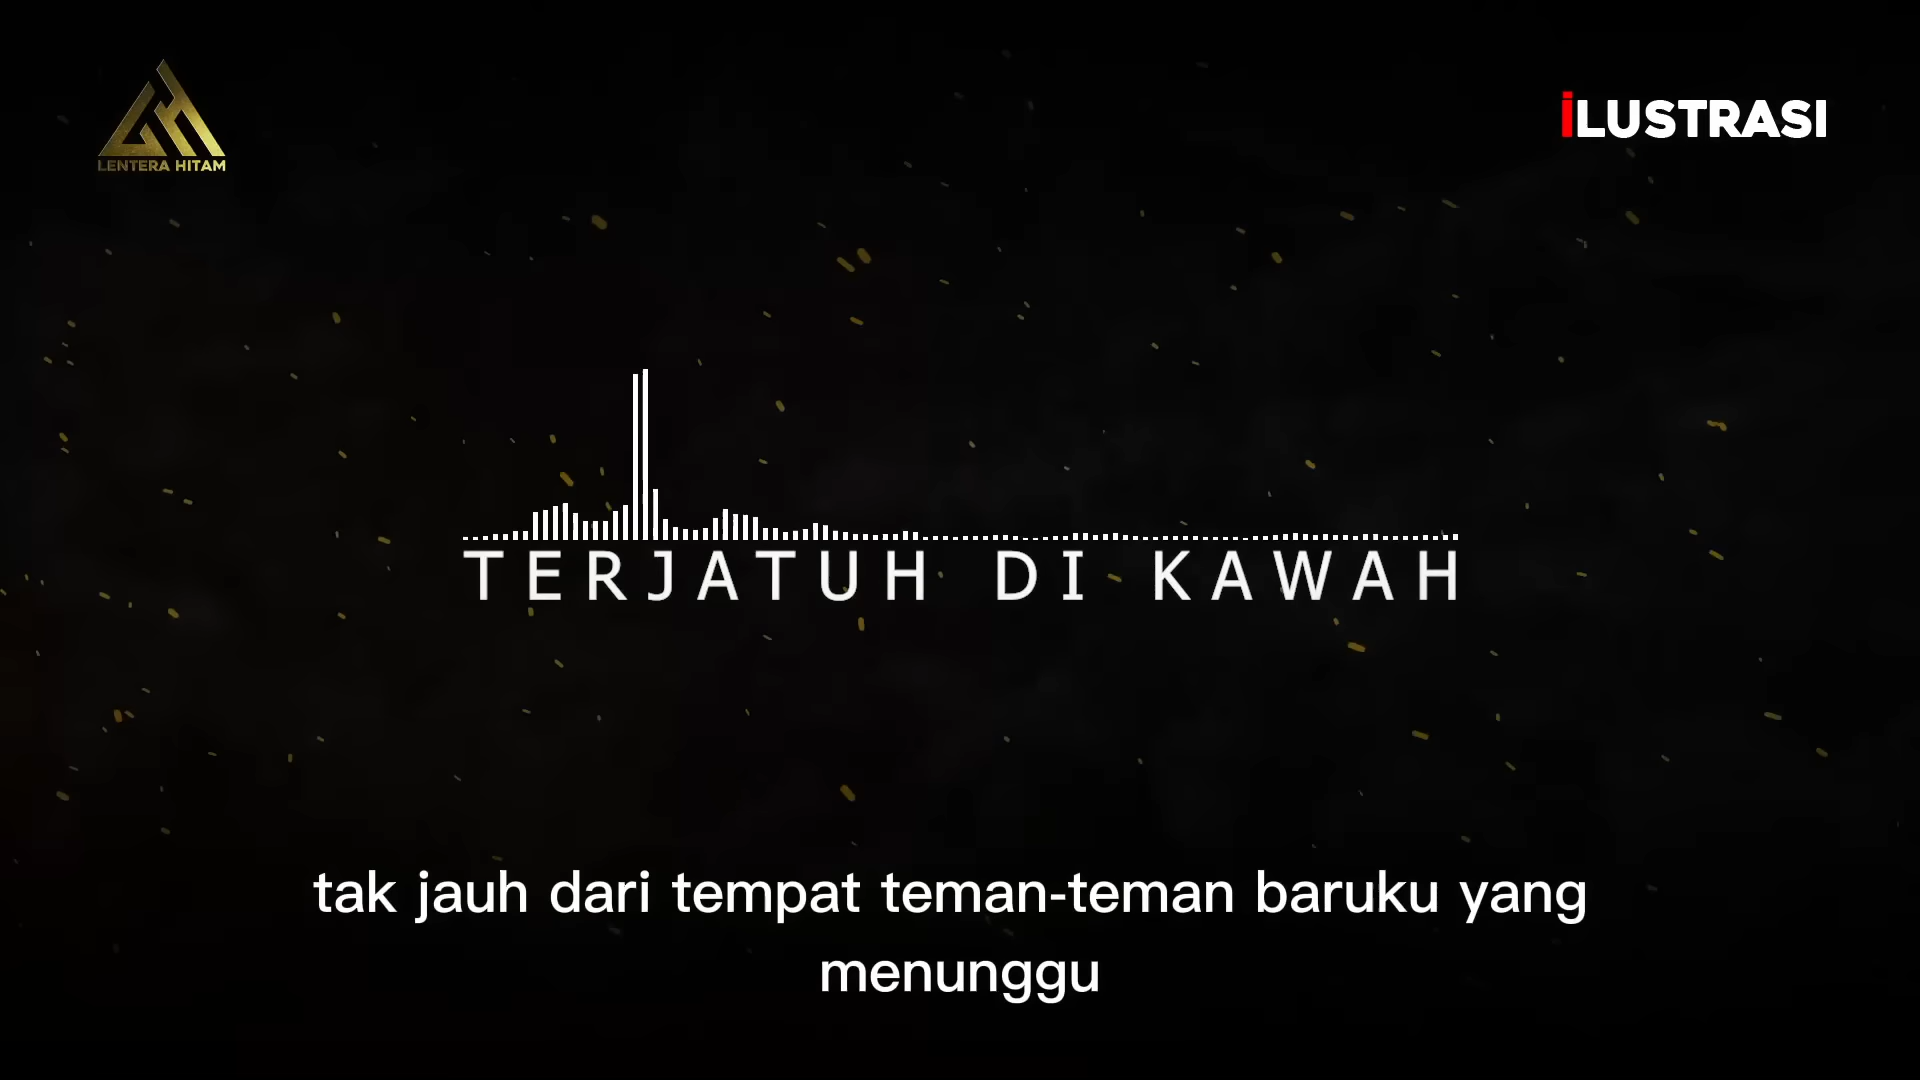 LENTERA HITAM
iLUSTRASI
TERJATUH DI KAWAH
tak jauh dari tempat teman-teman baruku yang
menunggu